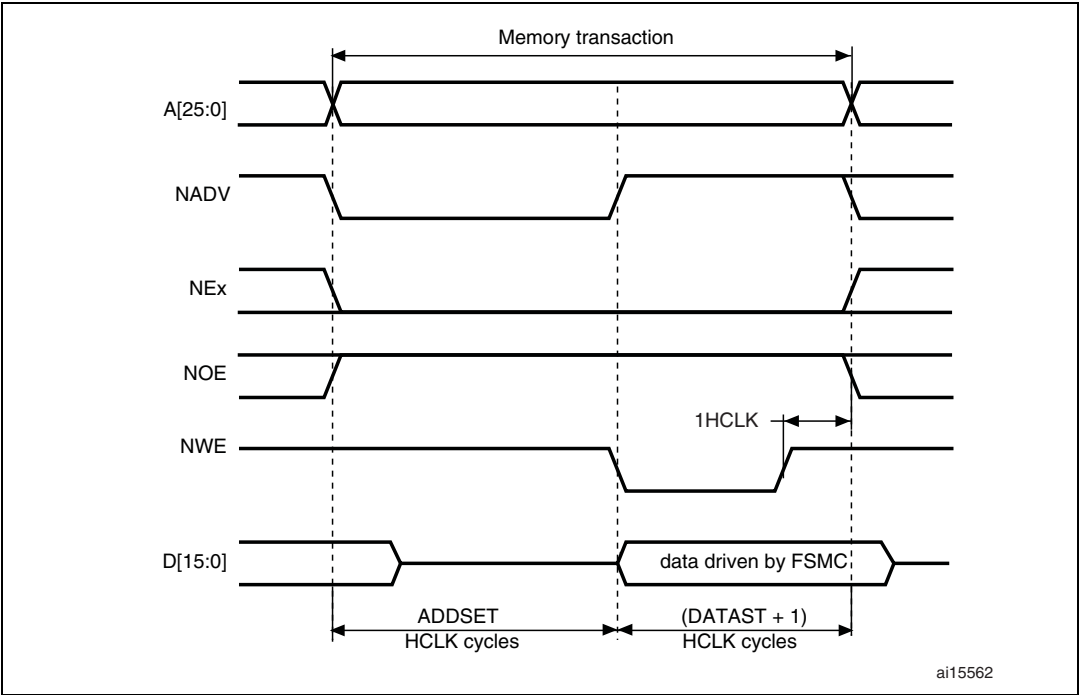 Memory transaction
A[25:0]
NADV
NEx
NOE
1HCLK
NWE
D[15:0]
data driven by FSMC
ADDSET
HCLK cycles
(DATAST + 1)
HCLK cycles
ai15562